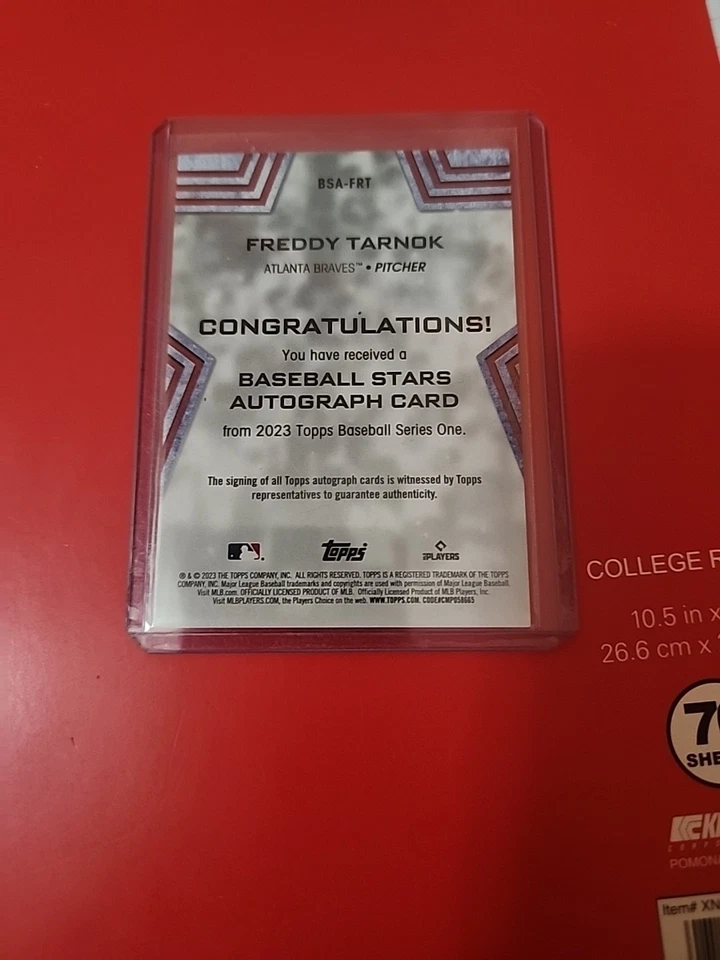 BSA-FRT
FREDDY TARNOK
ATLANTA BRAVES™ • PITCHER
CONGRATULATIONS!
You have received a
BASEBALL STARS
AUTOGRAPH CARD
from 2023 Topps Baseball Series One.
The signing of all Topps autograph cards is witnessed by Topps
representatives to guarantee authenticity.
Topps
PLAYERS
® & © 2023 THE TOPPS COMPANY, INC. ALL RIGHTS RESERVED. TOPPS IS A REGISTERED TRADEMARK OF THE TOPPS
COMPANY, INC. Major League Baseball trademarks and copyrights are used with permission of Major League Baseball.
Visit MLB.com. OFFICIALLY LICENSED PRODUCT OF MLB. Officially Licensed Product of MLB Players, Inc.
Visit MLBPLAYERS.COM, the Players Choice on the web. WWW.TOPPS.COM. CODE#CMP058665
COLLEGE R
10.5 in x
26.6 cm x
7
SHE
POMONA
Item# XN